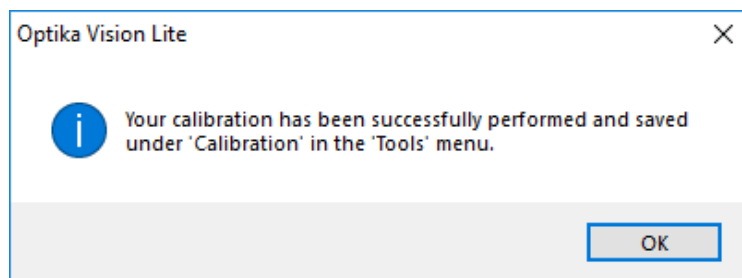 Optika Vision Lite
Your calibration has been successfully performed and saved
under 'Calibration' in the 'Tools' menu.
OK